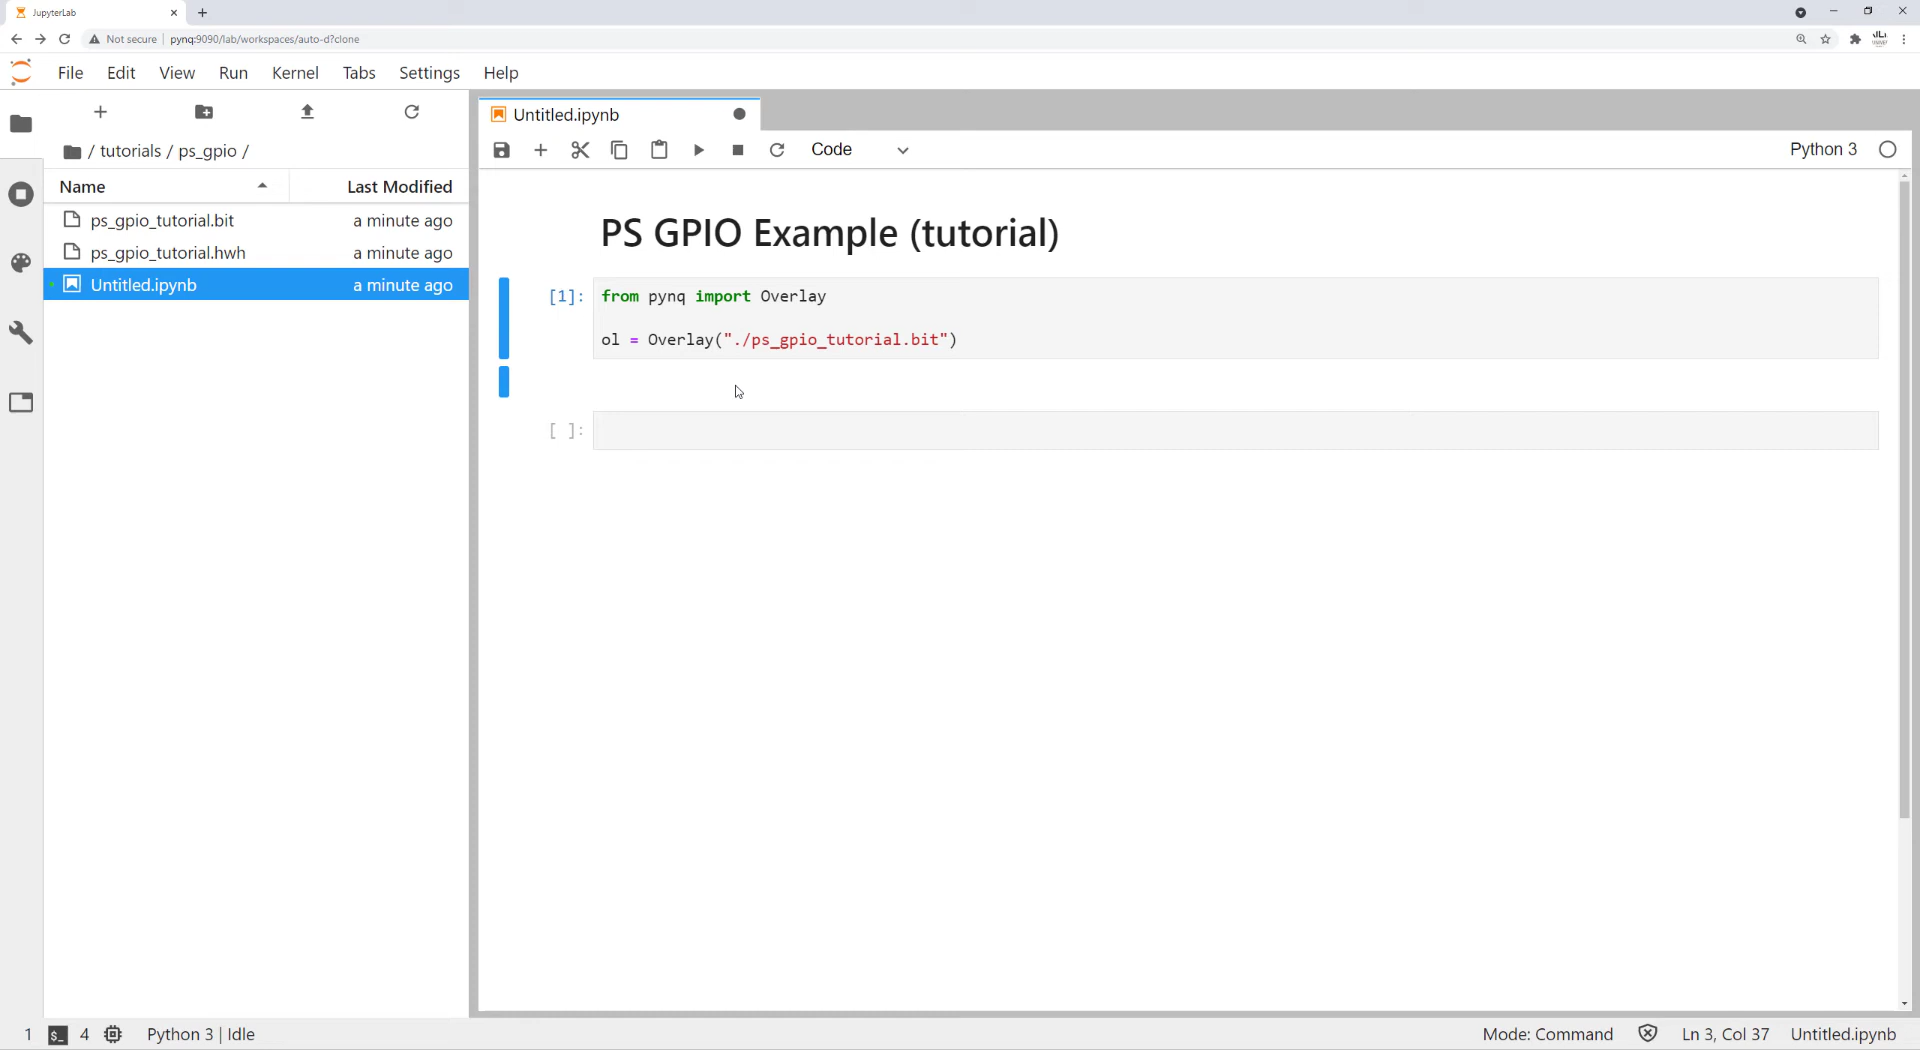 JupyterLab
Not secure pynq:9090/lab/workspaces/auto-d?clone
File Edit View Run Kernel Tabs Settings Help
/ tutorials / ps_gpio /
Name Last Modified
ps_gpio_tutorial.bit a minute ago
ps_gpio_tutorial.hwh a minute ago
Untitled.ipynb a minute ago
Untitled.ipynb
Code Python 3
PS GPIO Example (tutorial)
[1]: from pynq import Overlay
ol = Overlay("./ps_gpio_tutorial.bit")
[ ]:
1 $_ 4 Python 3 | Idle Mode: Command Ln 3, Col 37 Untitled.ipynb